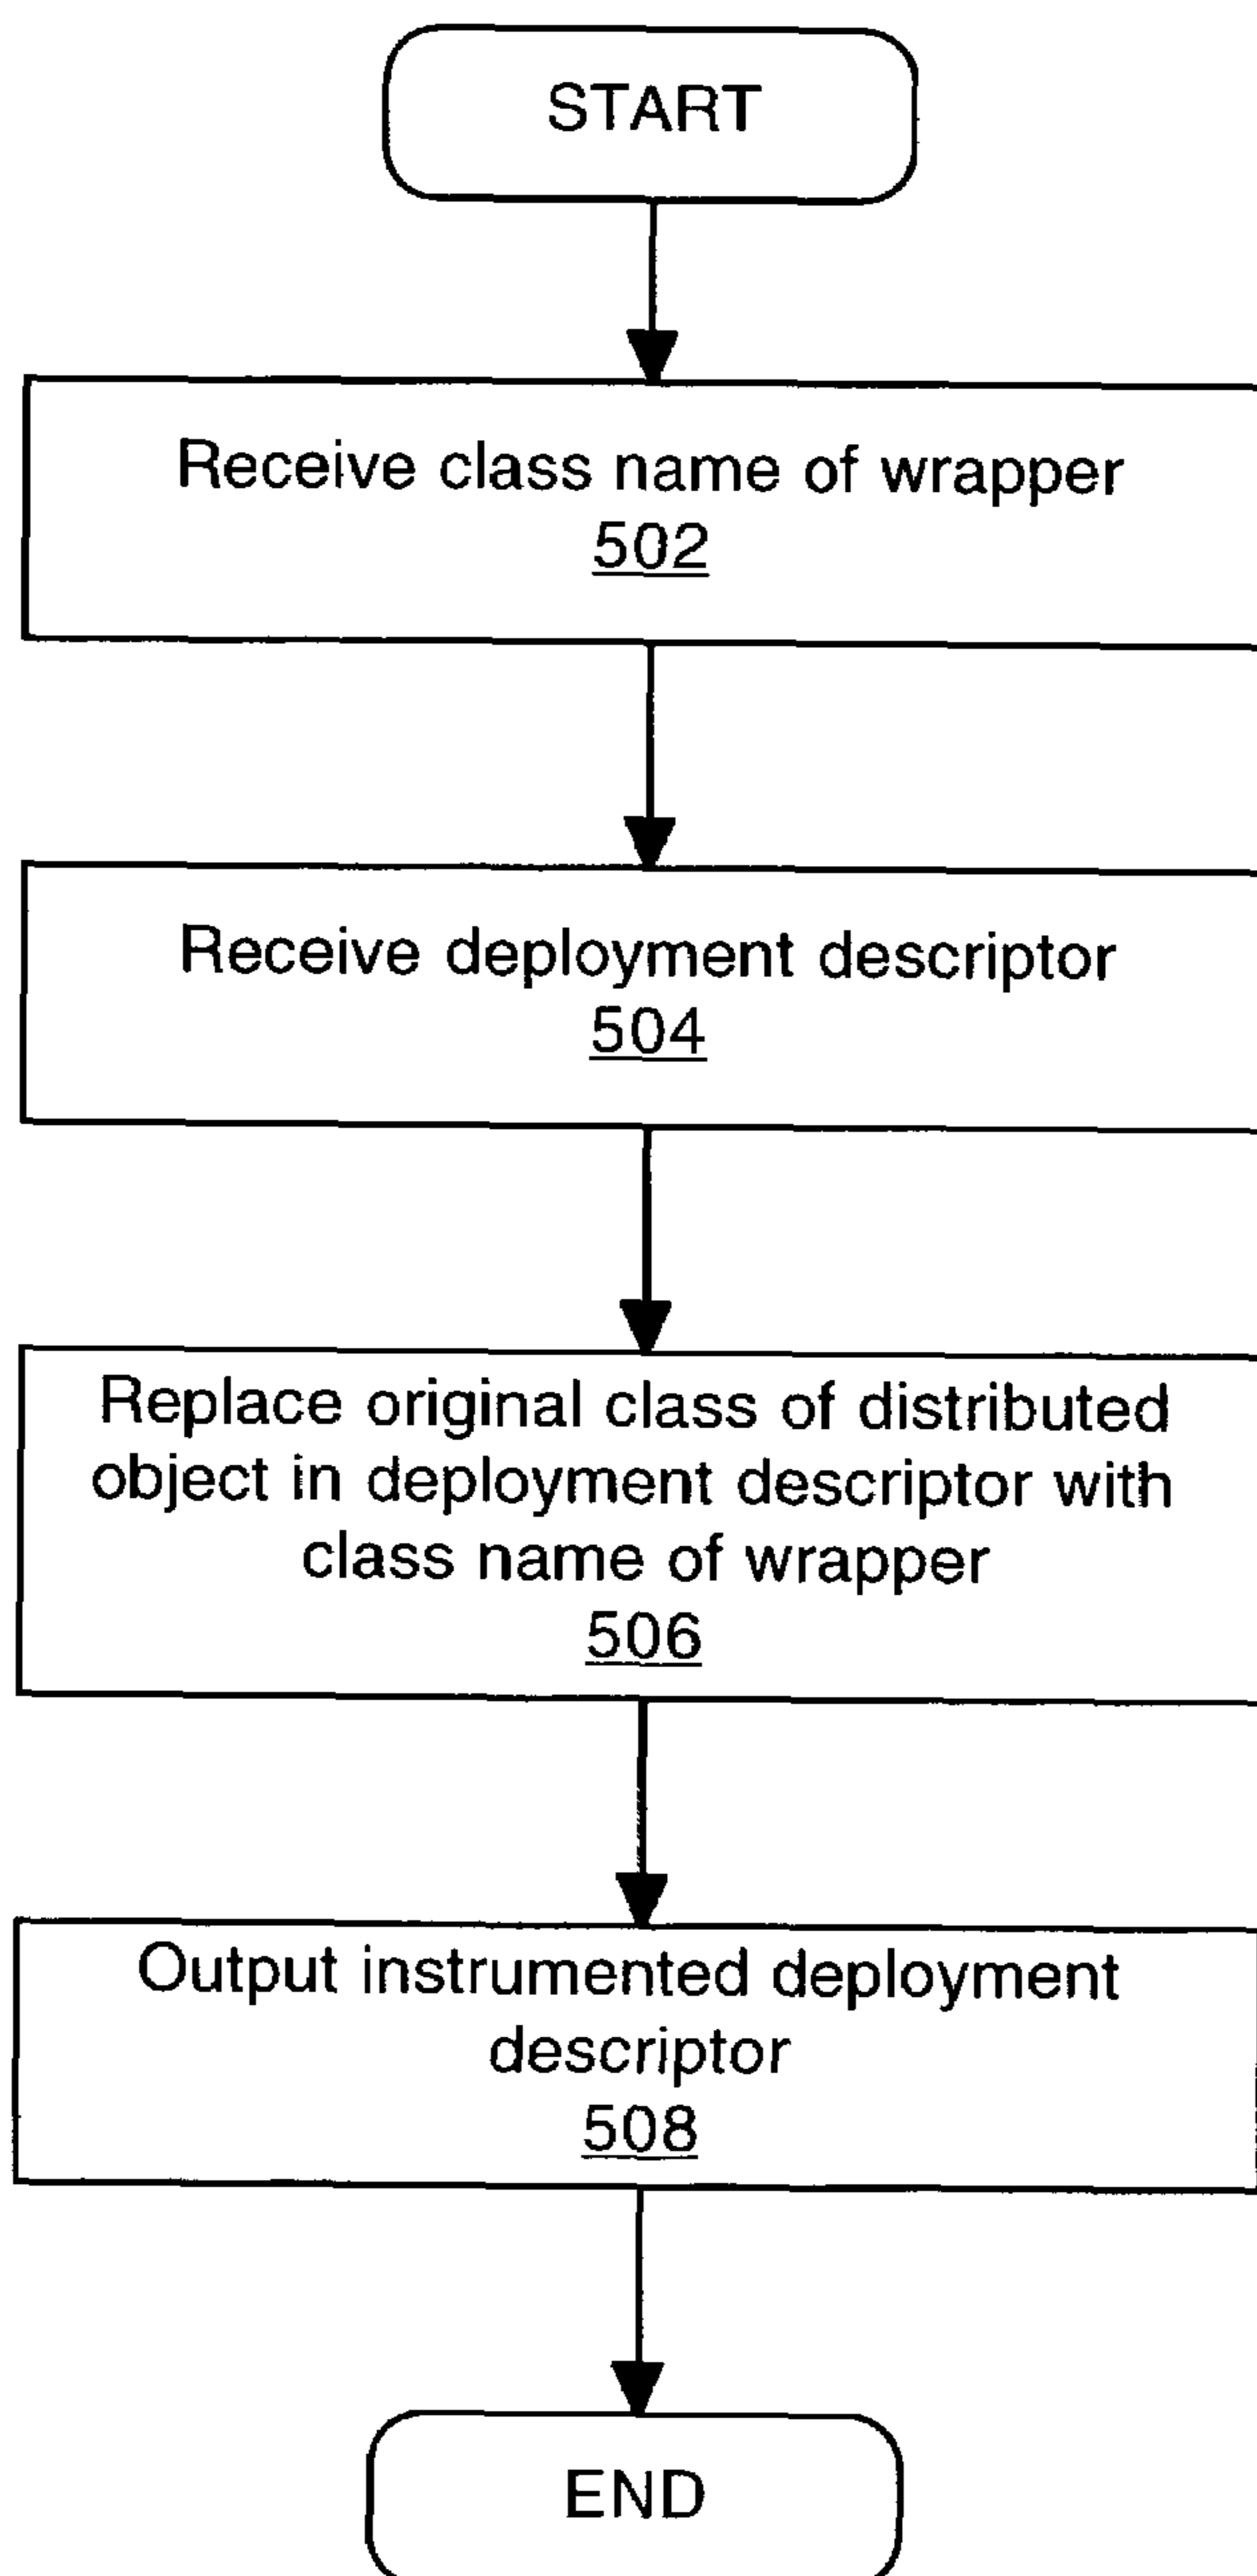 START
Receive class name of wrapper
502
Receive deployment descriptor
504
Replace original class of distributed
object in deployment descriptor with
class name of wrapper
506
Output instrumented deployment
descriptor
508
END